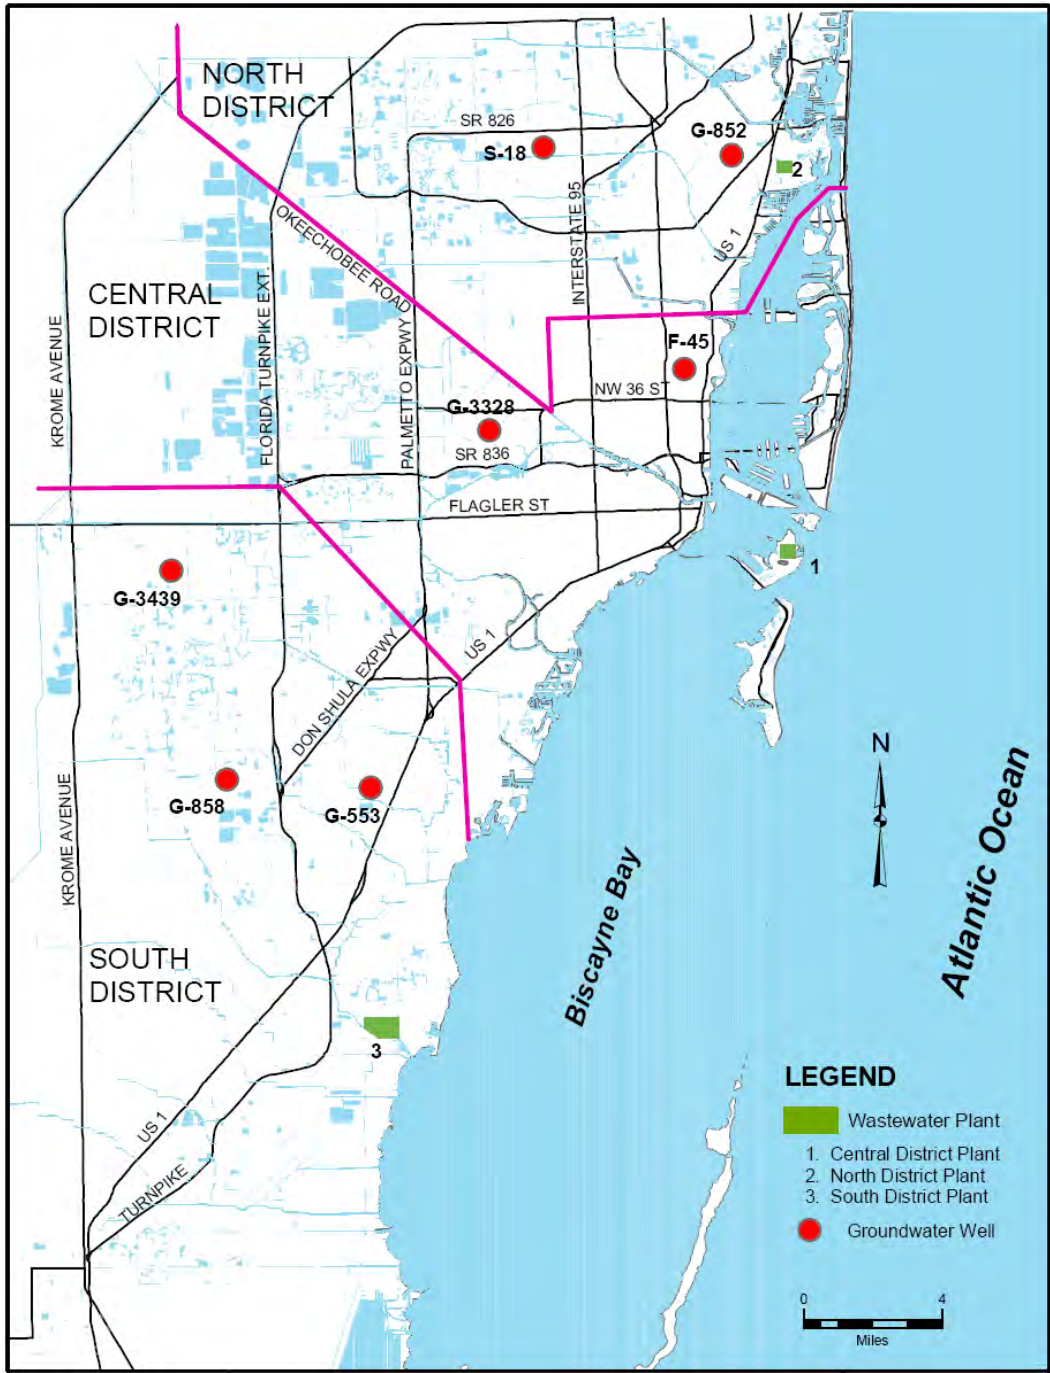 NORTH
DISTRICT
SR 826
G-852
S-18
2
INTERSTATE 95
OKEECHOBEE ROAD
US 1
CENTRAL
DISTRICT
FLORIDA TURNPIKE EXT.
PALMETTO EXPWY
KROME AVENUE
F-45
NW 36 ST
G-3328
SR 836
FLAGLER ST
1
G-3439
US 1
DON SHULA EXPWY
N
G-858
G-553
KROME AVENUE
Biscayne Bay
Atlantic Ocean
SOUTH
DISTRICT
3
US 1
TURNPIKE
LEGEND
Wastewater Plant
1. Central District Plant
2. North District Plant
3. South District Plant
Groundwater Well
0 4
Miles